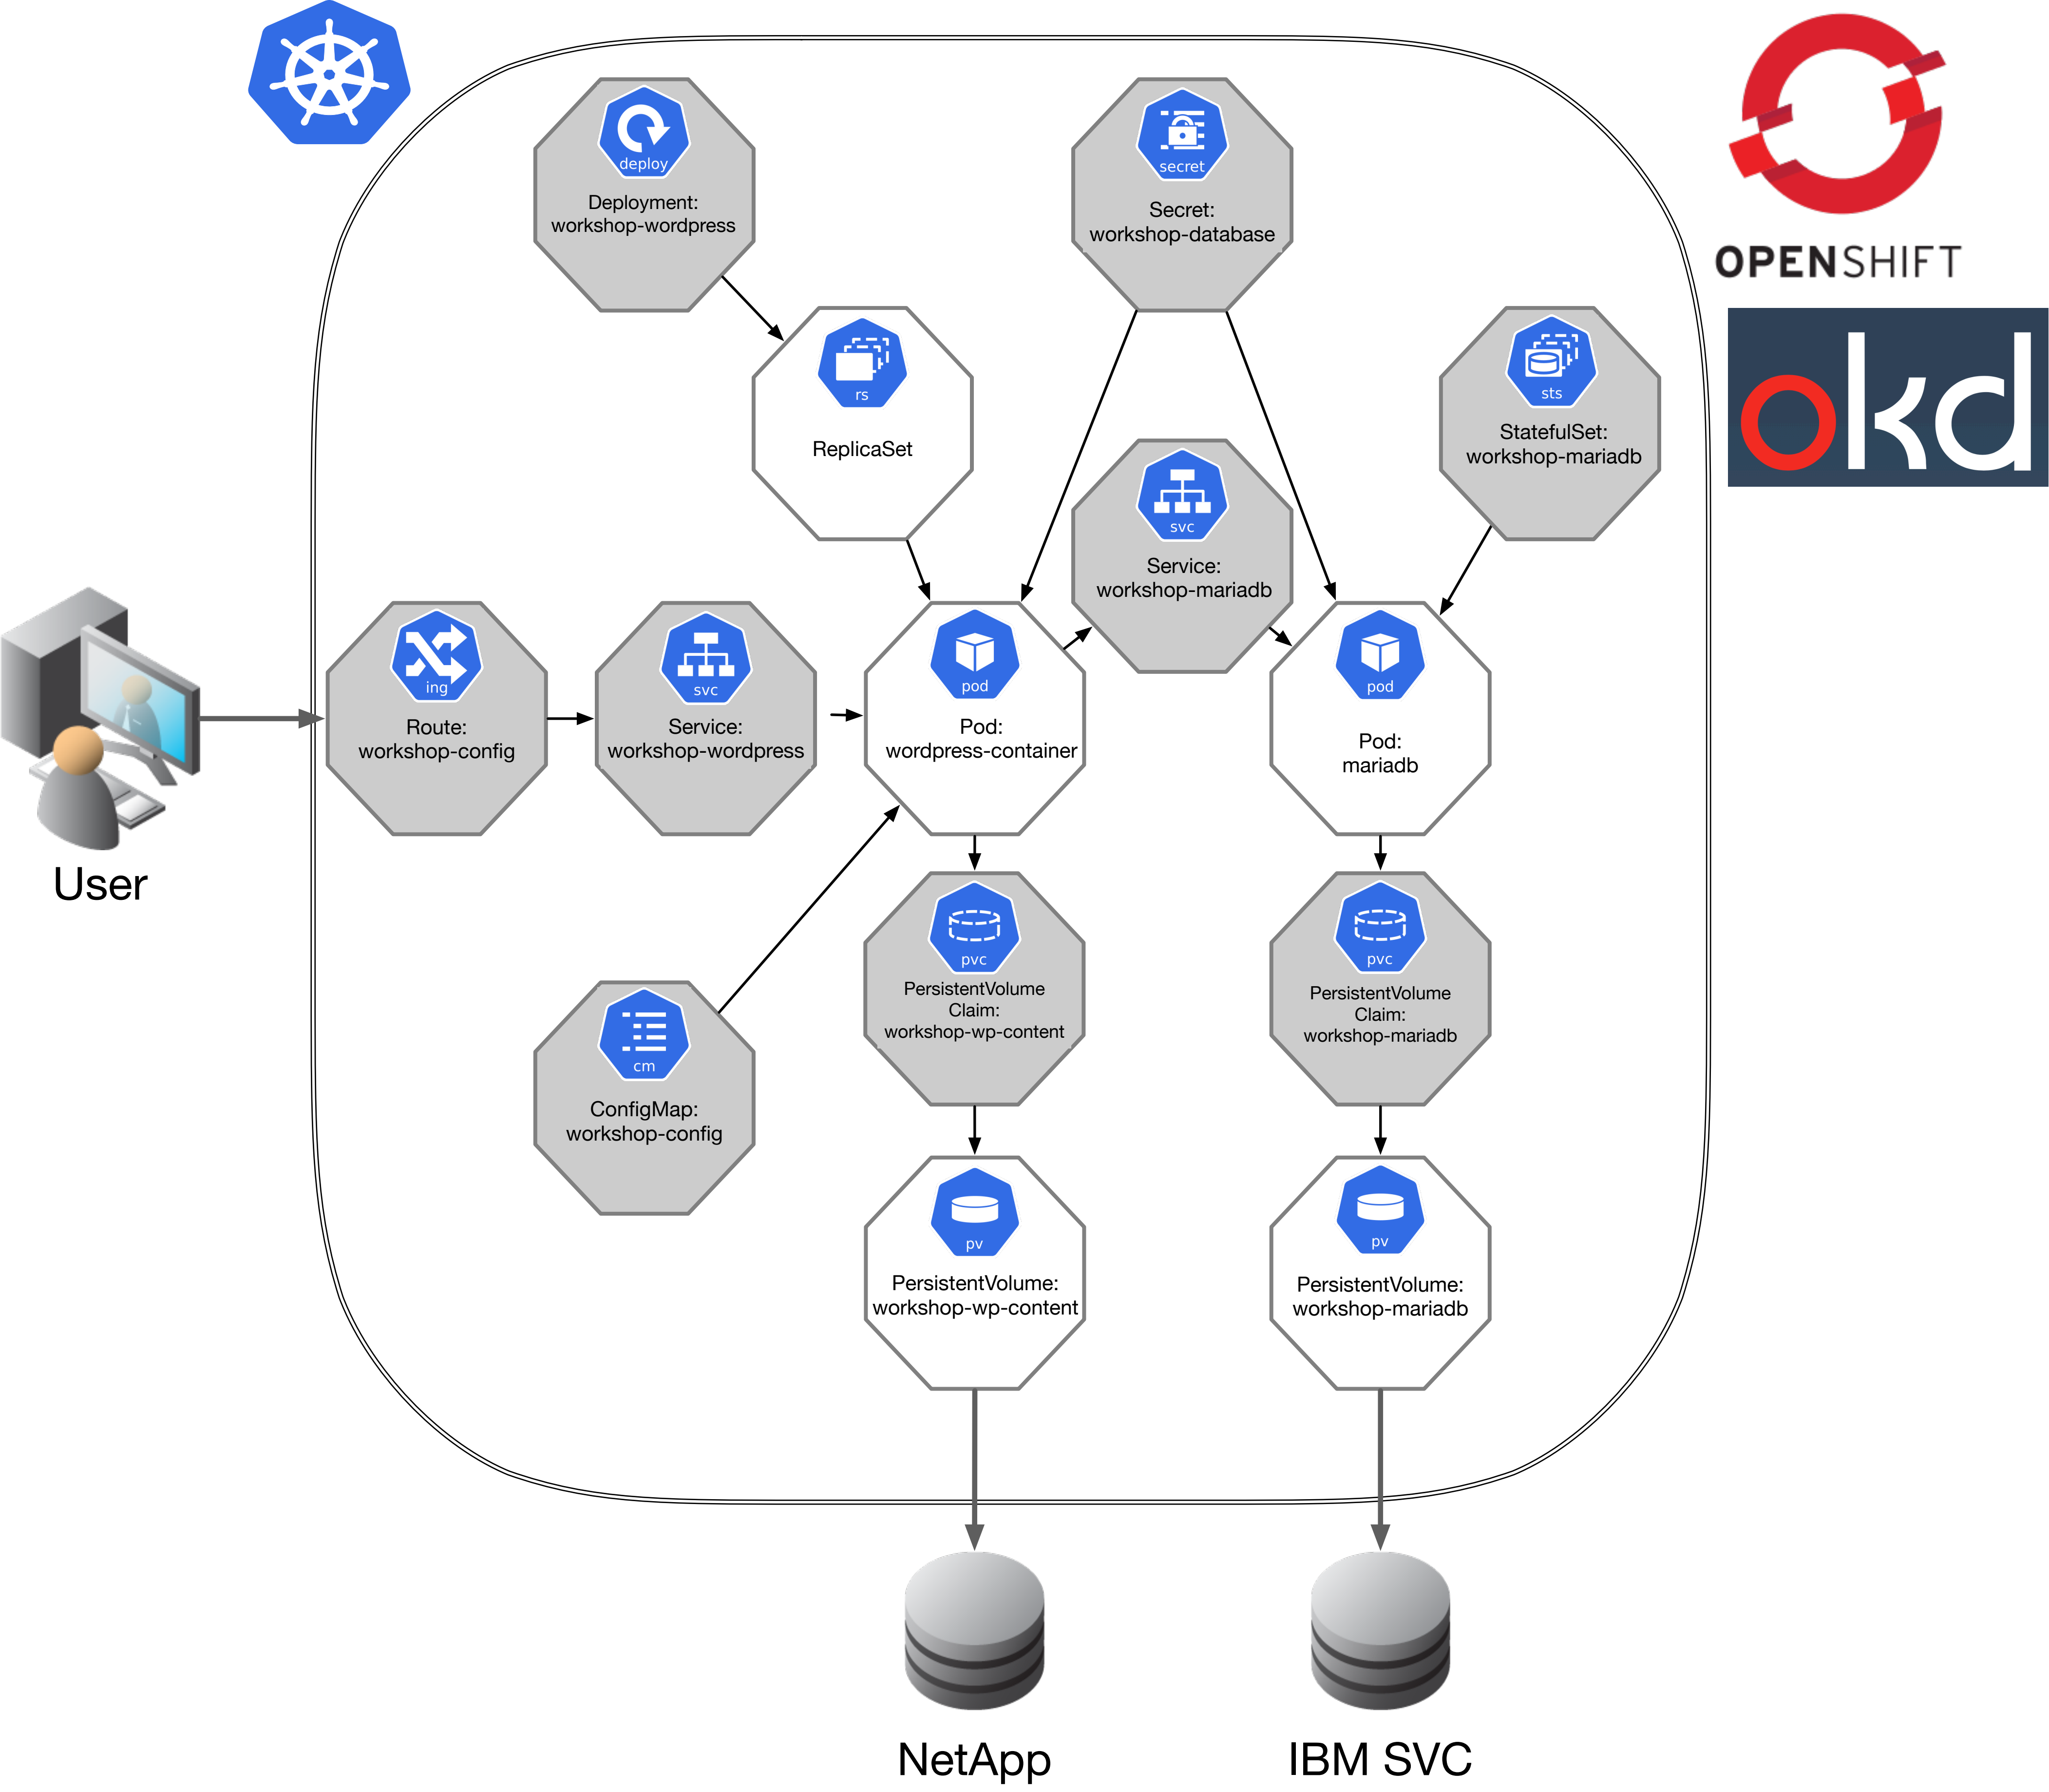 deploy
Deployment:
workshop-wordpress
secret
Secret:
workshop-database
OPENSHIFT
okd
rs
ReplicaSet
sts
StatefulSet:
workshop-mariadb
svc
Service:
workshop-mariadb
User
ing
Route:
workshop-config
svc
Service:
workshop-wordpress
pod
Pod:
wordpress-container
pod
Pod:
mariadb
cm
ConfigMap:
workshop-config
pvc
PersistentVolume
Claim:
workshop-wp-content
pvc
PersistentVolume
Claim:
workshop-mariadb
pv
PersistentVolume:
workshop-wp-content
pv
PersistentVolume:
workshop-mariadb
NetApp
IBM SVC